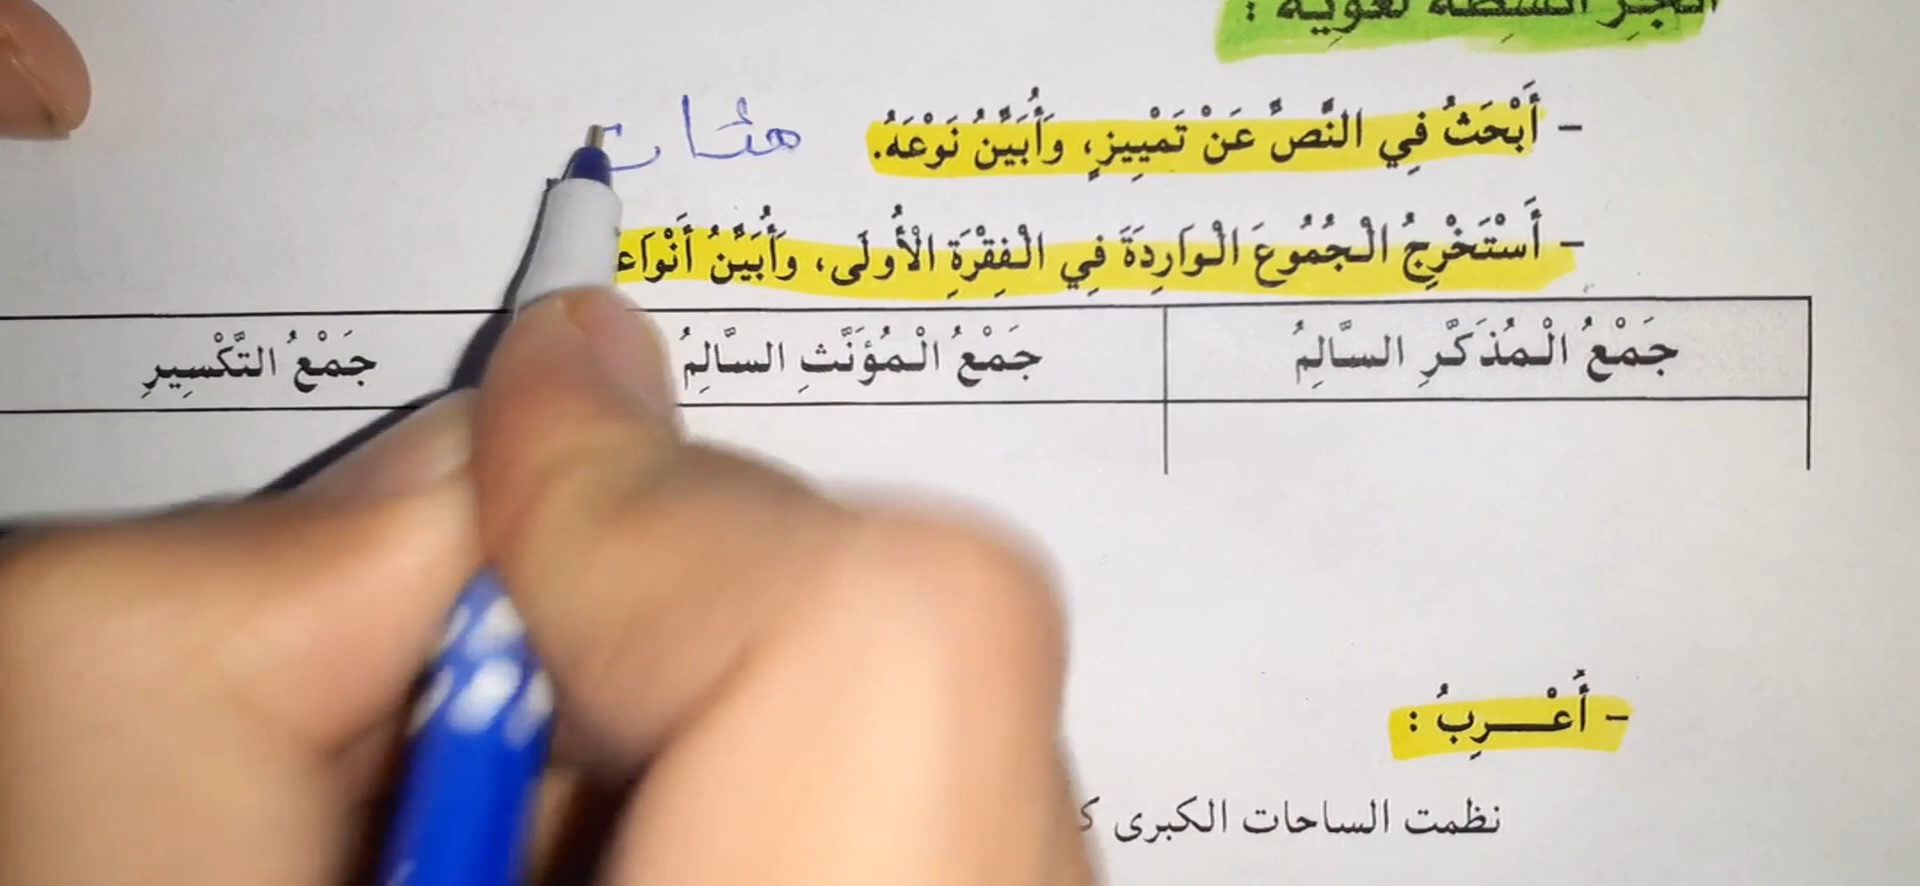 أَبْحَثُ فِي النَّصِّ عَنْ تَمْيِيزٍ، وَأُبَيِّنُ نَوْعَهُ.
- أَسْتَخْرِجُ الْجُمُوعَ الْوَارِدَةَ فِي الْفِقْرَةِ الْأُولَى، وَأُبَيِّنُ
جَمْعُ الْمُذَكَّرِ السَّالِمُ جَمْعُ الْمُؤَنَّثِ السَّالِمُ جَمْعُ التَّكْسِيرِ
- أُعْـــرِبُ :
نظمت الساحات الكبرى